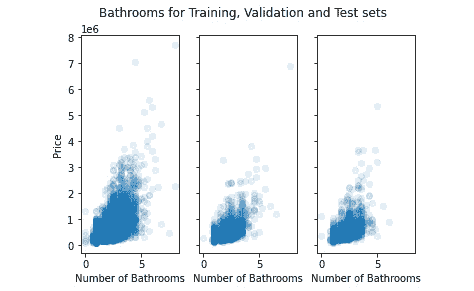 Bathrooms for Training, Validation and Test sets
1e6
8
7
6
5
4
3
2
1
0
Price
0 5 0 5 0 5
Number of Bathrooms Number of Bathrooms Number of Bathrooms